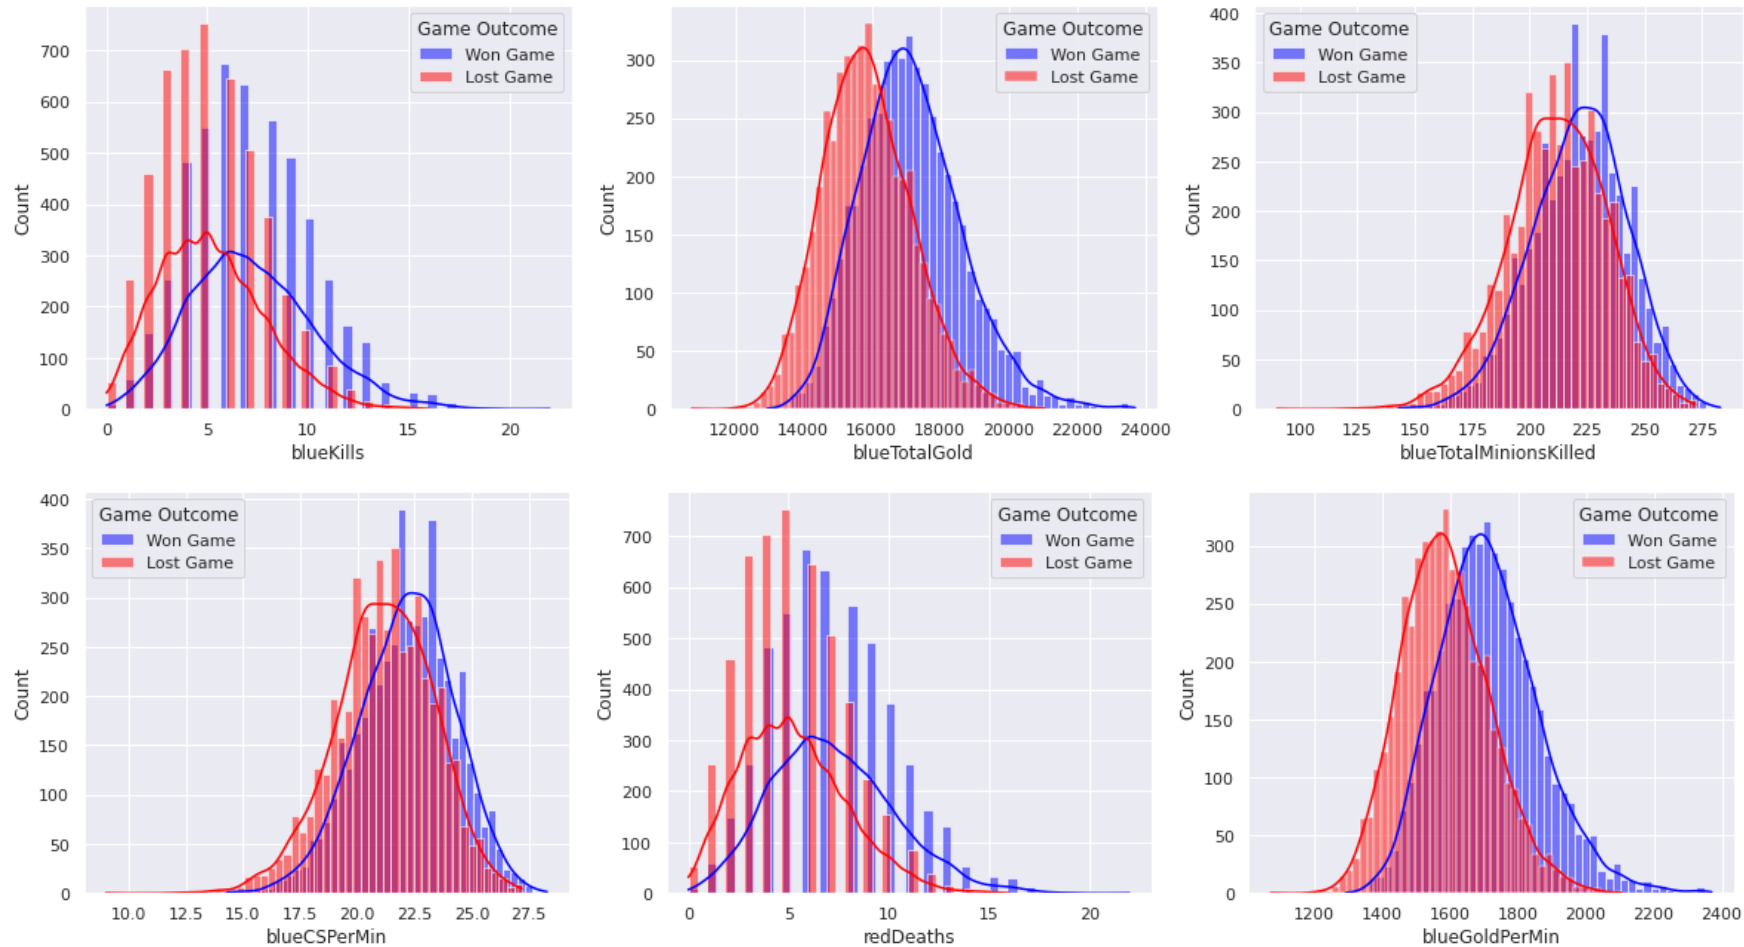 Game Outcome
Won Game
Lost Game
Count
700
600
500
400
300
200
100
0
0 5 10 15 20
blueKills
Game Outcome
Won Game
Lost Game
Count
300
250
200
150
100
50
0
12000 14000 16000 18000 20000 22000 24000
blueTotalGold
Game Outcome
Won Game
Lost Game
Count
400
350
300
250
200
150
100
50
0
100 125 150 175 200 225 250 275
blueTotalMinionsKilled
Game Outcome
Won Game
Lost Game
Count
400
350
300
250
200
150
100
50
0
10.0 12.5 15.0 17.5 20.0 22.5 25.0 27.5
blueCSPerMin
Game Outcome
Won Game
Lost Game
Count
700
600
500
400
300
200
100
0
0 5 10 15 20
redDeaths
Game Outcome
Won Game
Lost Game
Count
300
250
200
150
100
50
0
1200 1400 1600 1800 2000 2200 2400
blueGoldPerMin